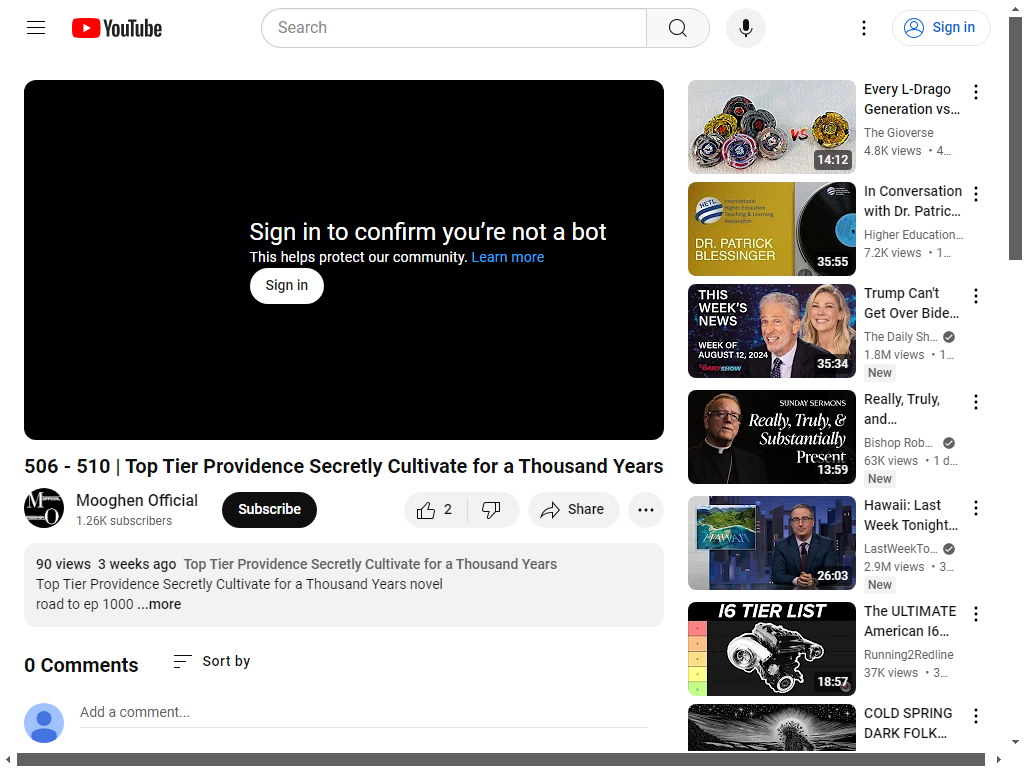 YouTube
Search
Sign in
Sign in to confirm you’re not a bot
This helps protect our community. Learn more
Sign in
506 - 510 | Top Tier Providence Secretly Cultivate for a Thousand Years
Mooghen Official
1.26K subscribers
Subscribe
2
Share
90 views 3 weeks ago Top Tier Providence Secretly Cultivate for a Thousand Years
Top Tier Providence Secretly Cultivate for a Thousand Years novel
road to ep 1000 ...more
0 Comments
Sort by
Add a comment...
VS
14:12
Every L-Drago
Generation vs...
The Gioverse
4.8K views • 4...
NETL
International
Higher Education
Teaching & Learning
Association
DR. PATRICK
BLESSINGER
35:55
In Conversation
with Dr. Patric...
Higher Education...
7.2K views • 1...
THIS
WEEK'S
NEWS
WEEK OF
AUGUST 12, 2024
DAILY SHOW
35:34
Trump Can't
Get Over Bide...
The Daily Sh...
1.8M views • 1...
New
SUNDAY SERMONS
Really, Truly, &
Substantially
Present
13:59
Really, Truly,
and...
Bishop Rob...
63K views • 1 d...
New
HAWAII
26:03
Hawaii: Last
Week Tonight...
LastWeekTo...
2.9M views • 3...
New
I6 TIER LIST
18:57
The ULTIMATE
American I6...
Running2Redline
37K views • 3...
COLD SPRING
DARK FOLK...